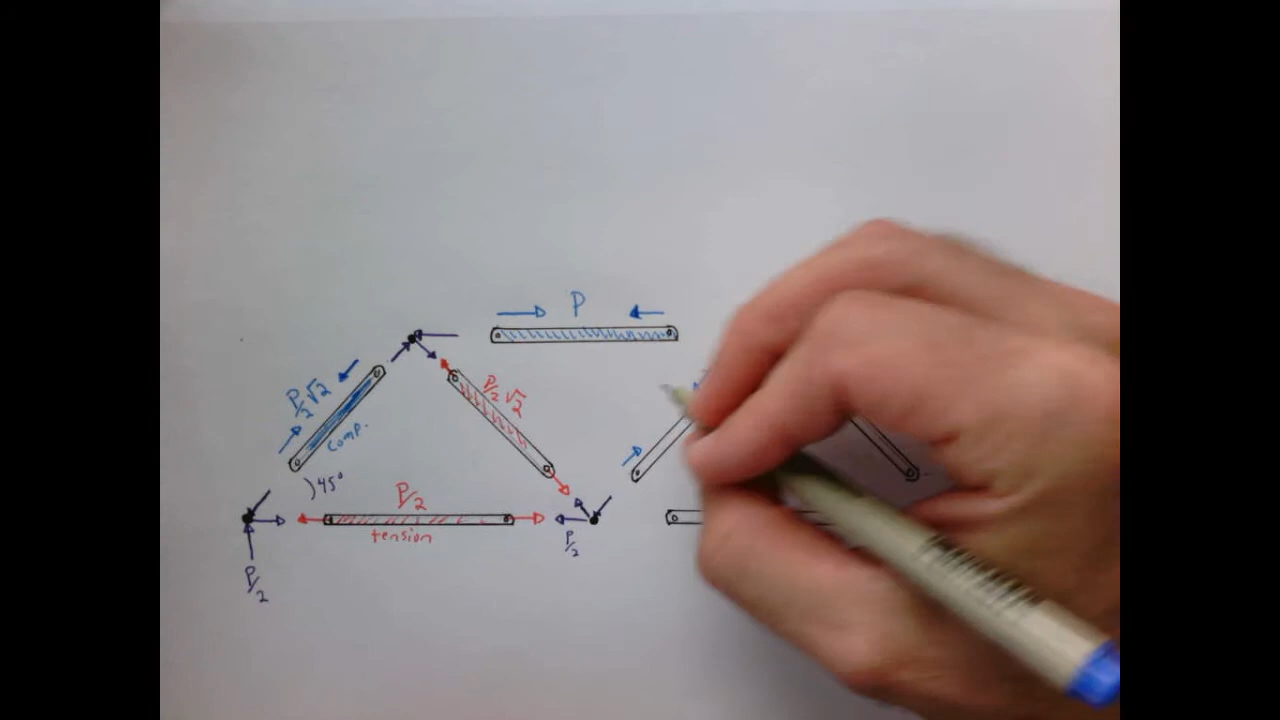 P
P/2 √2
P/2 √2
comp.
)45°
P/2
tension
P/2
P/2